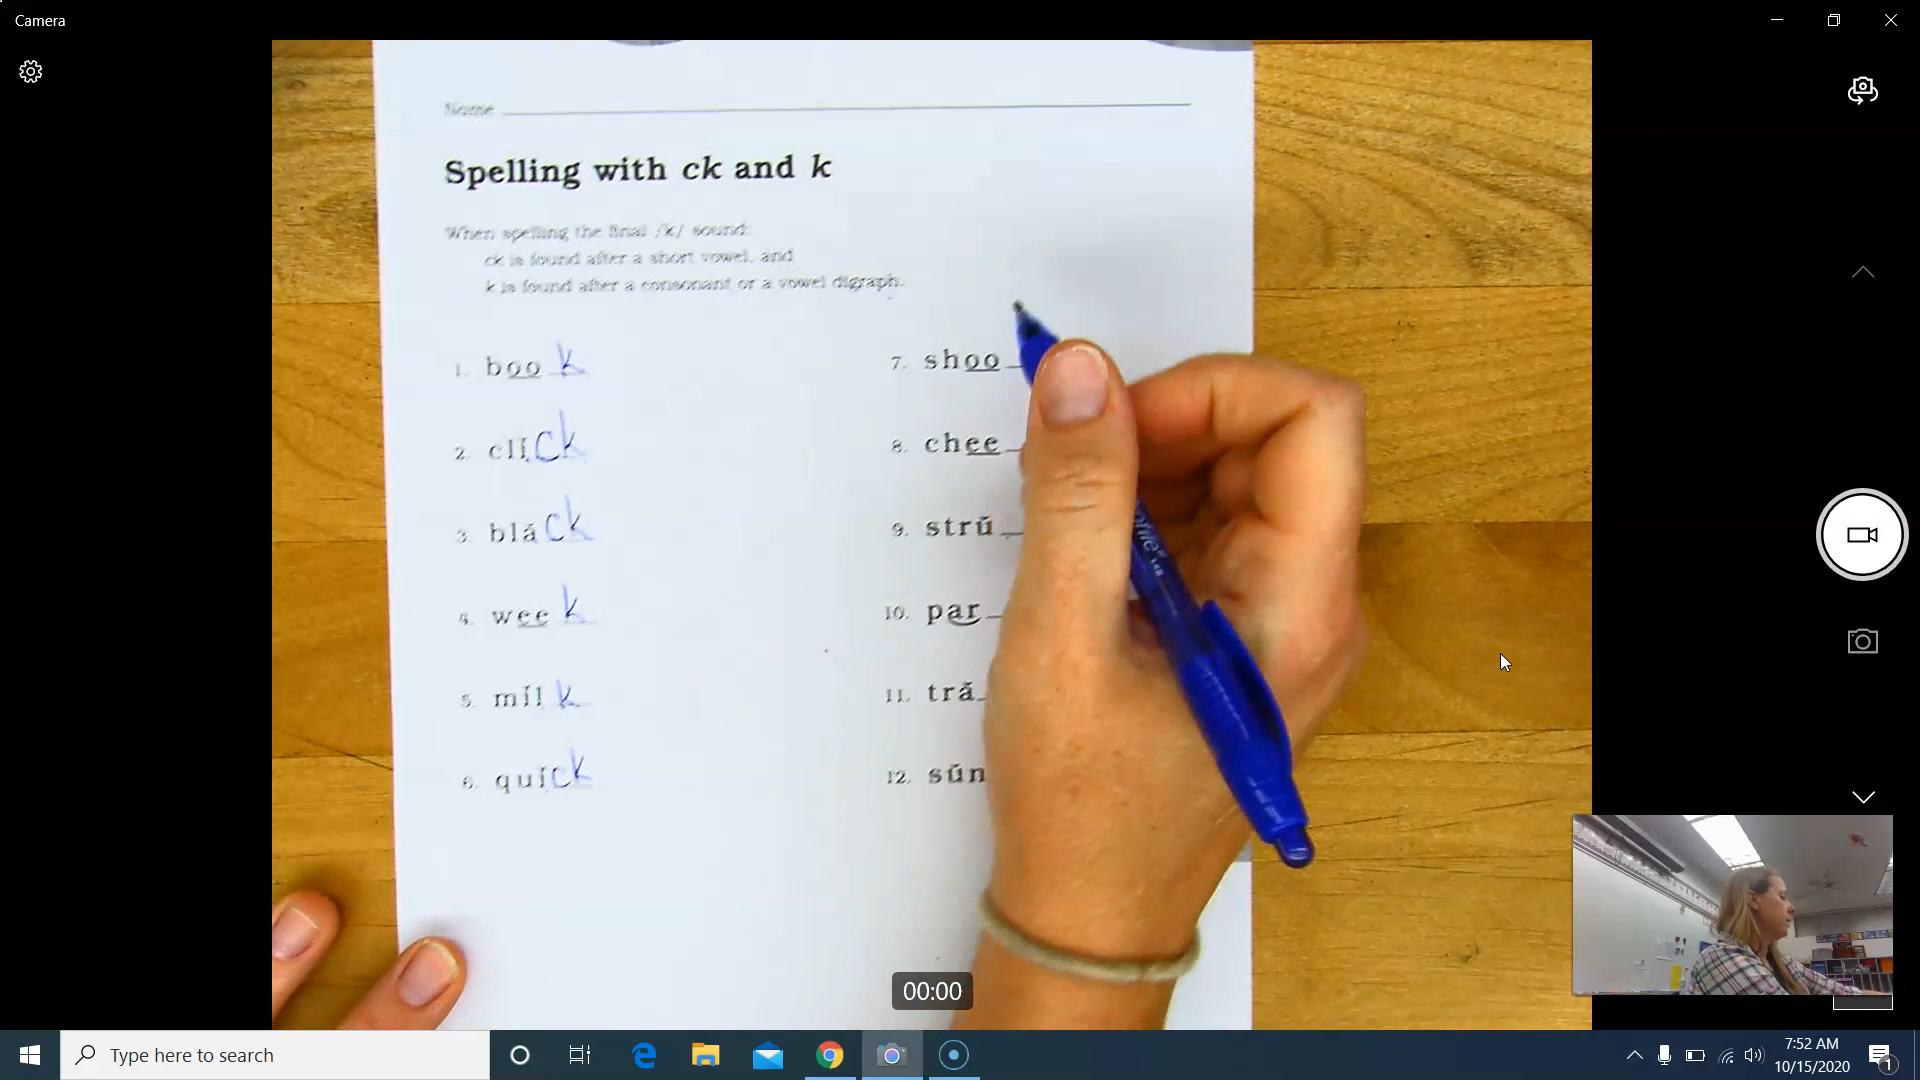 Camera
Name
Spelling with ck and k
When spelling the final /k/ sound:
ck is found after a short vowel, and
k is found after a consonant or a vowel digraph.
1. boo k
2. clĭ ck
3. blă ck
4. wee k
5. mĭl k
6. quĭ ck
7. shoo
8. chee
9. strŭ
10. par
11. tră
12. sŭn
00:00
Type here to search
7:52 AM
10/15/2020
1